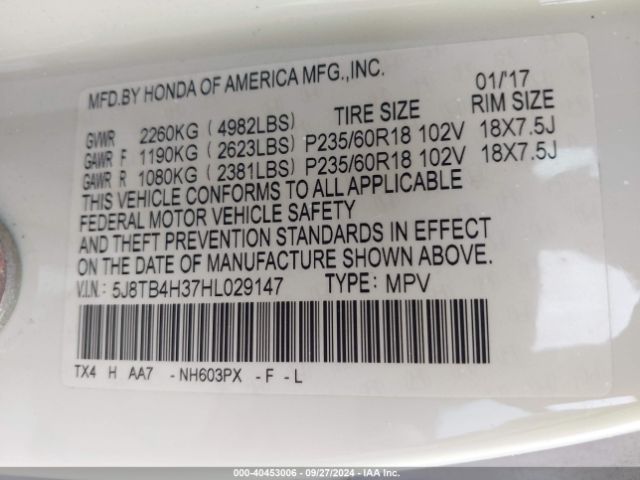 MFD.BY HONDA OF AMERICA MFG.,INC. 01/'17
TIRE SIZE RIM SIZE
GVWR 2260KG (4982LBS)
GAWR F 1190KG (2623LBS) P235/60R18 102V 18X7.5J
GAWR R 1080KG (2381LBS) P235/60R18 102V 18X7.5J
THIS VEHICLE CONFORMS TO ALL APPLICABLE
FEDERAL MOTOR VEHICLE SAFETY
AND THEFT PREVENTION STANDARDS IN EFFECT
ON THE DATE OF MANUFACTURE SHOWN ABOVE.
V.I.N.: 5J8TB4H37HL029147 TYPE: MPV
TX4 H AA7 -NH603PX -F -L
000-40453006 - 09/27/2024 - IAA Inc.